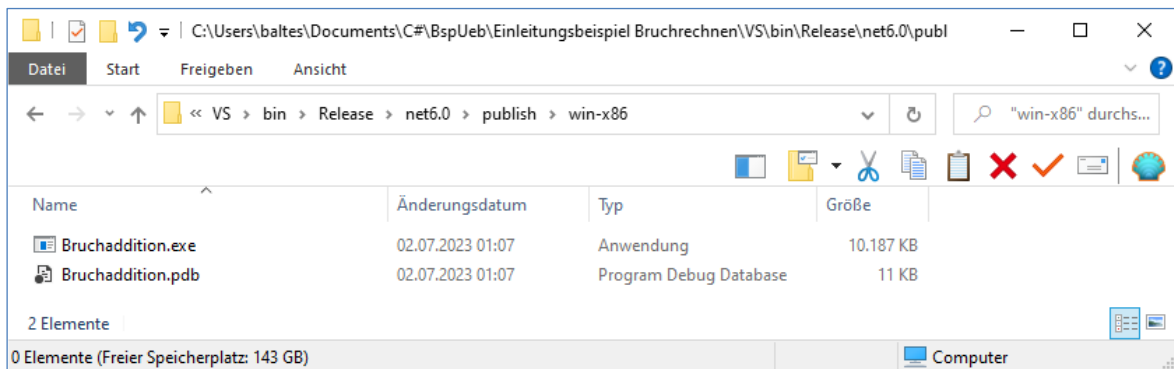 C:\Users\baltes\Documents\C#\BspUeb\Einleitungsbeispiel Bruchrechnen\VS\bin\Release\net6.0\publ
Datei Start Freigeben Ansicht ?
« VS › bin › Release › net6.0 › publish › win-x86 "win-x86" durchs...
Name Änderungsdatum Typ Größe
Bruchaddition.exe 02.07.2023 01:07 Anwendung 10.187 KB
Bruchaddition.pdb 02.07.2023 01:07 Program Debug Database 11 KB
2 Elemente
0 Elemente (Freier Speicherplatz: 143 GB) Computer